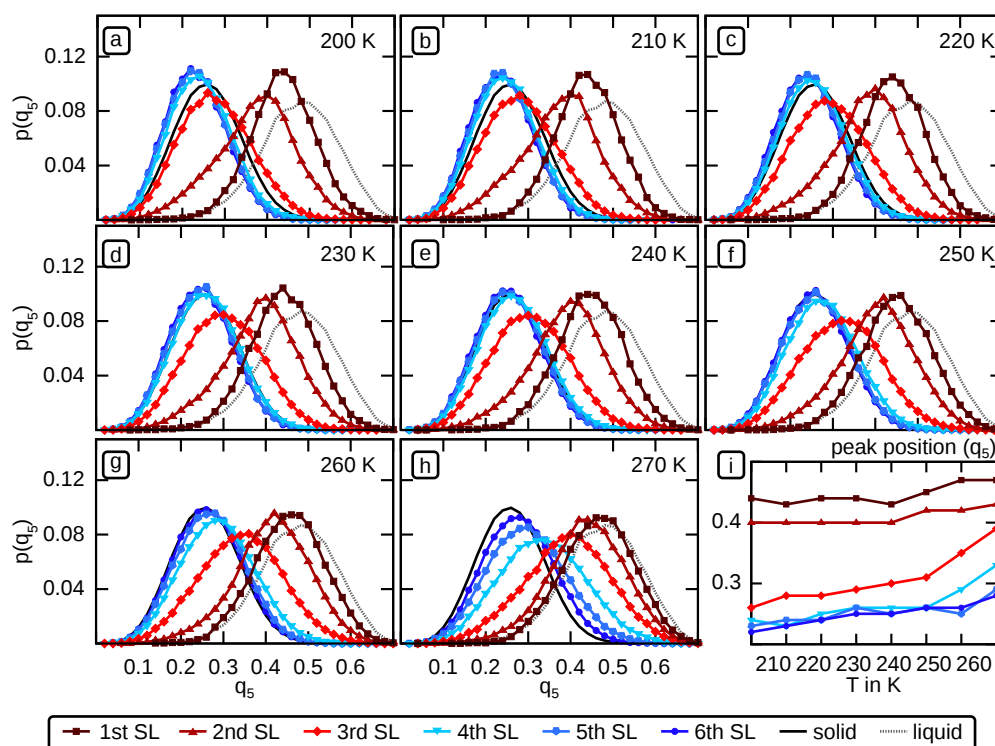 a 200 K b 210 K c 220 K
p(q5)
0.12
0.08
0.04
d 230 K e 240 K f 250 K
p(q5)
0.12
0.08
0.04
peak position (q5)
g 260 K h 270 K i
p(q5)
0.12
0.08
0.04
0.4
0.3
0.1 0.2 0.3 0.4 0.5 0.6
q5
0.1 0.2 0.3 0.4 0.5 0.6
q5
210 220 230 240 250 260
T in K
1st SL 2nd SL 3rd SL 4th SL 5th SL 6th SL solid liquid